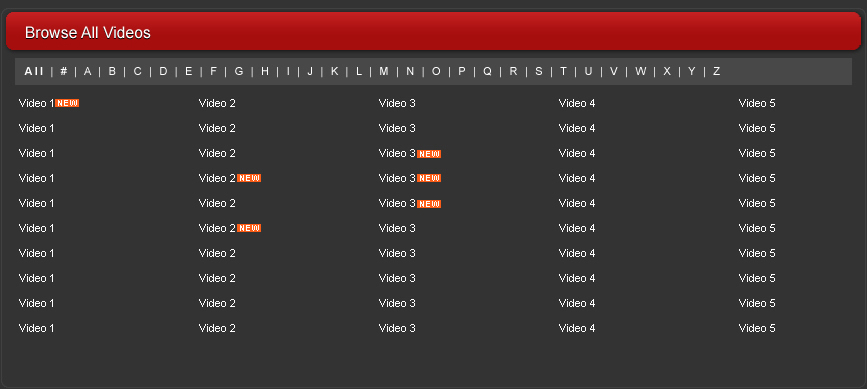 Browse All Videos
All | # | A | B | C | D | E | F | G | H | I | J | K | L | M | N | O | P | Q | R | S | T | U | V | W | X | Y | Z
Video 1 NEW Video 2 Video 3 Video 4 Video 5
Video 1 Video 2 Video 3 Video 4 Video 5
Video 1 Video 2 Video 3 NEW Video 4 Video 5
Video 1 Video 2 NEW Video 3 NEW Video 4 Video 5
Video 1 Video 2 Video 3 NEW Video 4 Video 5
Video 1 Video 2 NEW Video 3 Video 4 Video 5
Video 1 Video 2 Video 3 Video 4 Video 5
Video 1 Video 2 Video 3 Video 4 Video 5
Video 1 Video 2 Video 3 Video 4 Video 5
Video 1 Video 2 Video 3 Video 4 Video 5